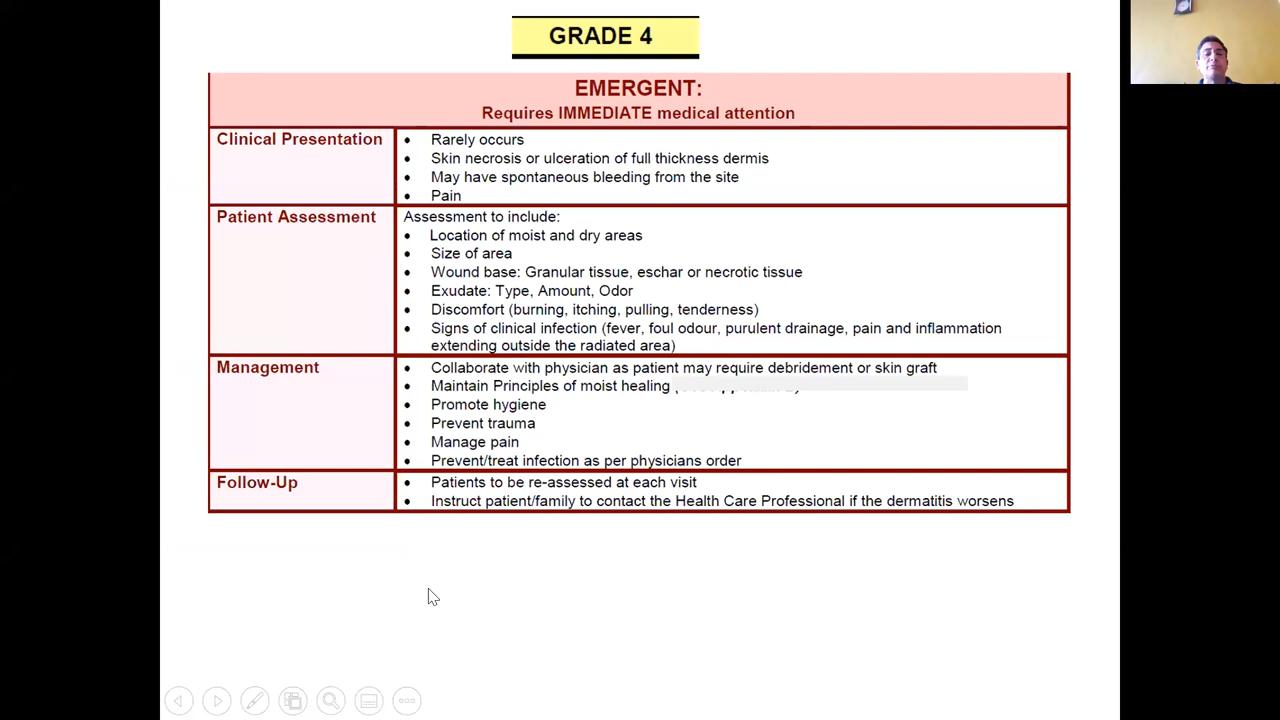 GRADE 4
EMERGENT:
Requires IMMEDIATE medical attention
Clinical Presentation
• Rarely occurs
• Skin necrosis or ulceration of full thickness dermis
• May have spontaneous bleeding from the site
• Pain
Patient Assessment
Assessment to include:
• Location of moist and dry areas
• Size of area
• Wound base: Granular tissue, eschar or necrotic tissue
• Exudate: Type, Amount, Odor
• Discomfort (burning, itching, pulling, tenderness)
• Signs of clinical infection (fever, foul odour, purulent drainage, pain and inflammation
extending outside the radiated area)
Management
• Collaborate with physician as patient may require debridement or skin graft
• Maintain Principles of moist healing
• Promote hygiene
• Prevent trauma
• Manage pain
• Prevent/treat infection as per physicians order
Follow-Up
• Patients to be re-assessed at each visit
• Instruct patient/family to contact the Health Care Professional if the dermatitis worsens